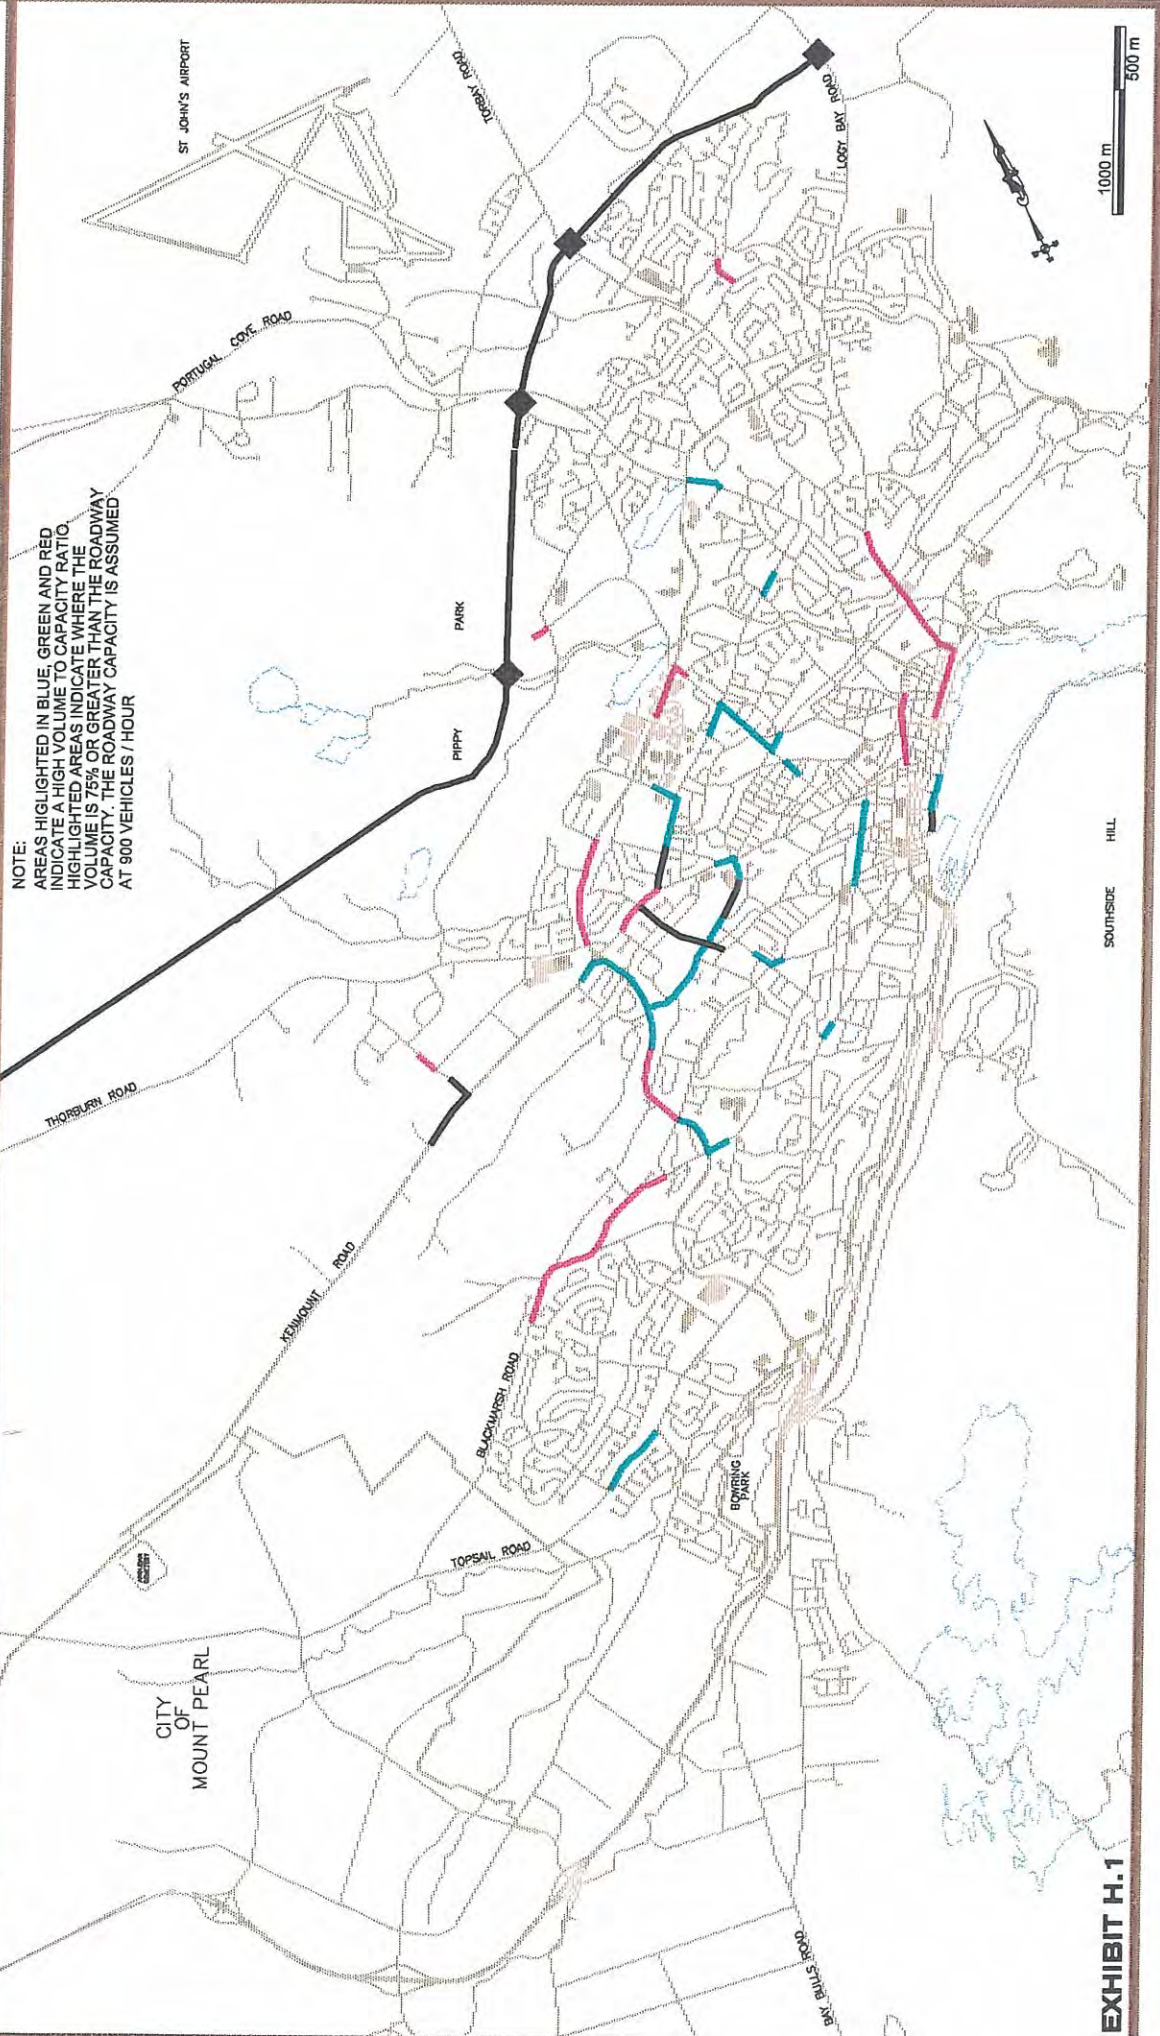 NOTE:
AREAS HIGLIGHTED IN BLUE, GREEN AND RED
INDICATE A HIGH VOLUME TO CAPACITY RATIO.
HIGHLIGHTED AREAS INDICATE WHERE THE
VOLUME IS 75% OR GREATER THAN THE ROADWAY
CAPACITY. THE ROADWAY CAPACITY IS ASSUMED
AT 900 VEHICLES / HOUR
ST JOHN'S AIRPORT
TORBAY ROAD
LOGY BAY ROAD
PORTUGAL COVE ROAD
1000 m
500 m
PIPPY PARK
THORBURN ROAD
SOUTHSIDE HILL
KENMOUNT ROAD
BLACKMARSH ROAD
BOWRING
PARK
TOPSAIL ROAD
CITY
OF
MOUNT PEARL
BAY BULLS ROAD
EXHIBIT H.1